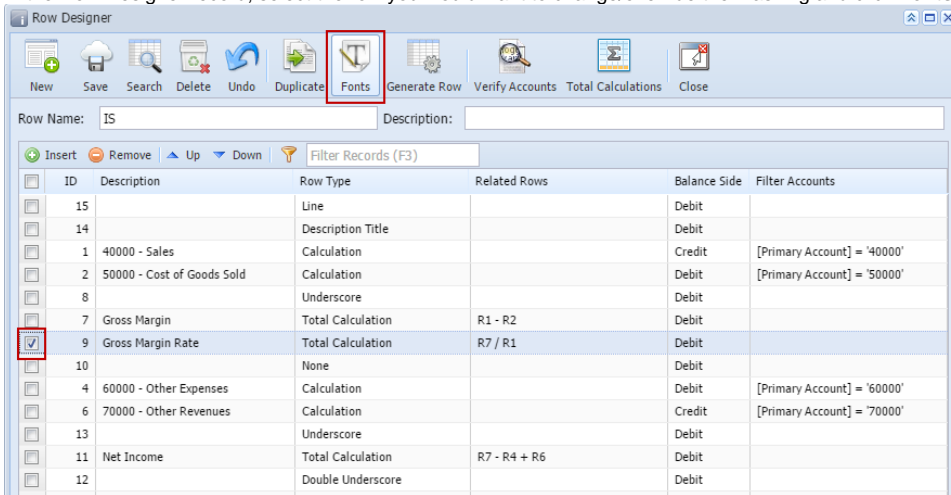 Row Designer
New Save Search Delete Undo Duplicate Fonts Generate Row Verify Accounts Total Calculations Close
Row Name: IS Description:
Insert Remove Up Down Filter Records (F3)
ID Description Row Type Related Rows Balance Side Filter Accounts
15 Line Debit
14 Description Title Debit
1 40000 - Sales Calculation Credit [Primary Account] = '40000'
2 50000 - Cost of Goods Sold Calculation Debit [Primary Account] = '50000'
8 Underscore Debit
7 Gross Margin Total Calculation R1 - R2 Debit
9 Gross Margin Rate Total Calculation R7 / R1 Debit
10 None Debit
4 60000 - Other Expenses Calculation Debit [Primary Account] = '60000'
6 70000 - Other Revenues Calculation Credit [Primary Account] = '70000'
13 Underscore Debit
11 Net Income Total Calculation R7 - R4 + R6 Debit
12 Double Underscore Debit